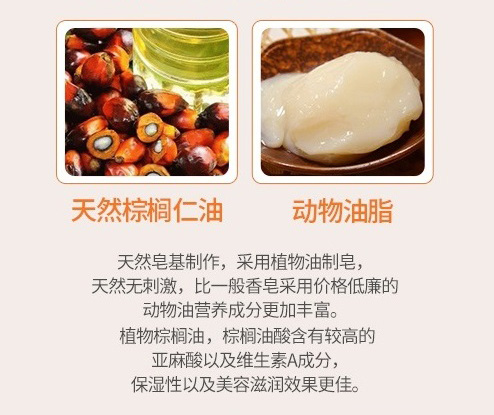 天然棕榈仁油
动物油脂
天然皂基制作，采用植物油制皂，
天然无刺激，比一般香皂采用价格低廉的
动物油营养成分更加丰富。
植物棕榈油，棕榈油酸含有较高的
亚麻酸以及维生素A成分，
保湿性以及美容滋润效果更佳。